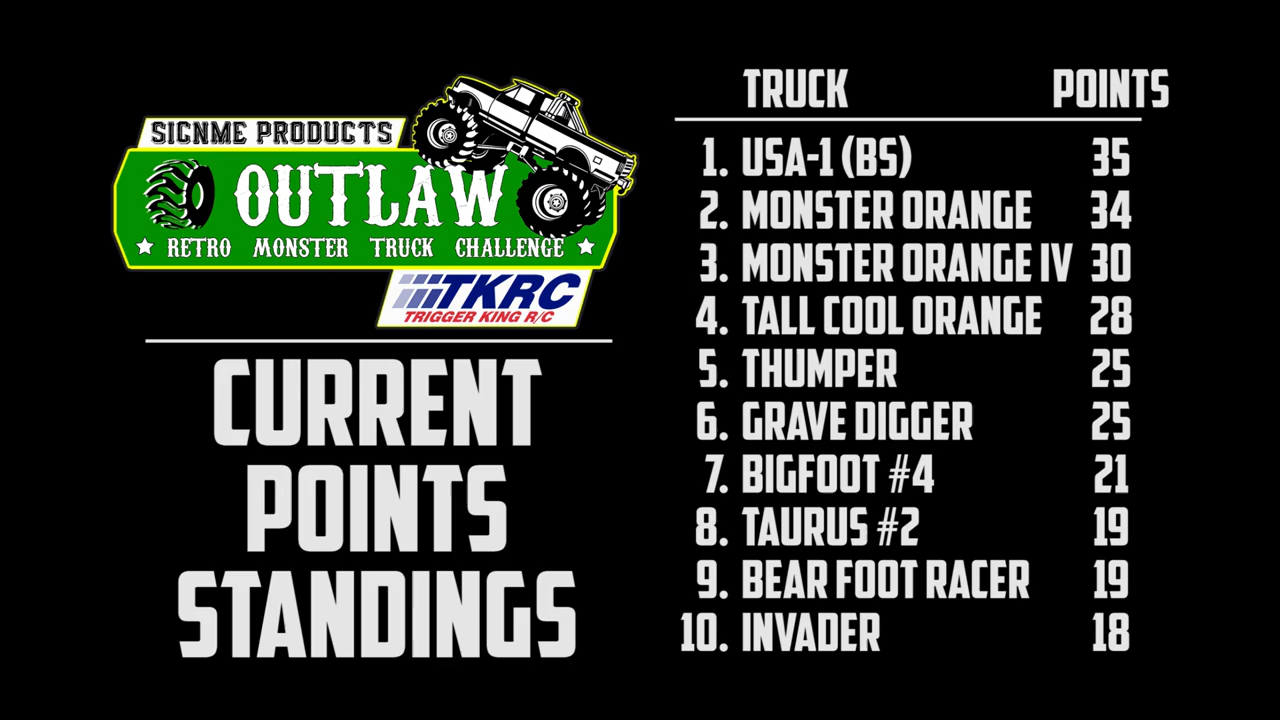 SICNME PRODUCTS
OUTLAW
RETRO MONSTER TRUCK CHALLENGE
TKRC
TRIGGER KING R/C
CURRENT
POINTS
STANDINGS
TRUCK POINTS
1. USA-1 (BS) 35
2. MONSTER ORANGE 34
3. MONSTER ORANGE IV 30
4. TALL COOL ORANGE 28
5. THUMPER 25
6. GRAVE DIGGER 25
7. BIGFOOT #4 21
8. TAURUS #2 19
9. BEAR FOOT RACER 19
10. INVADER 18